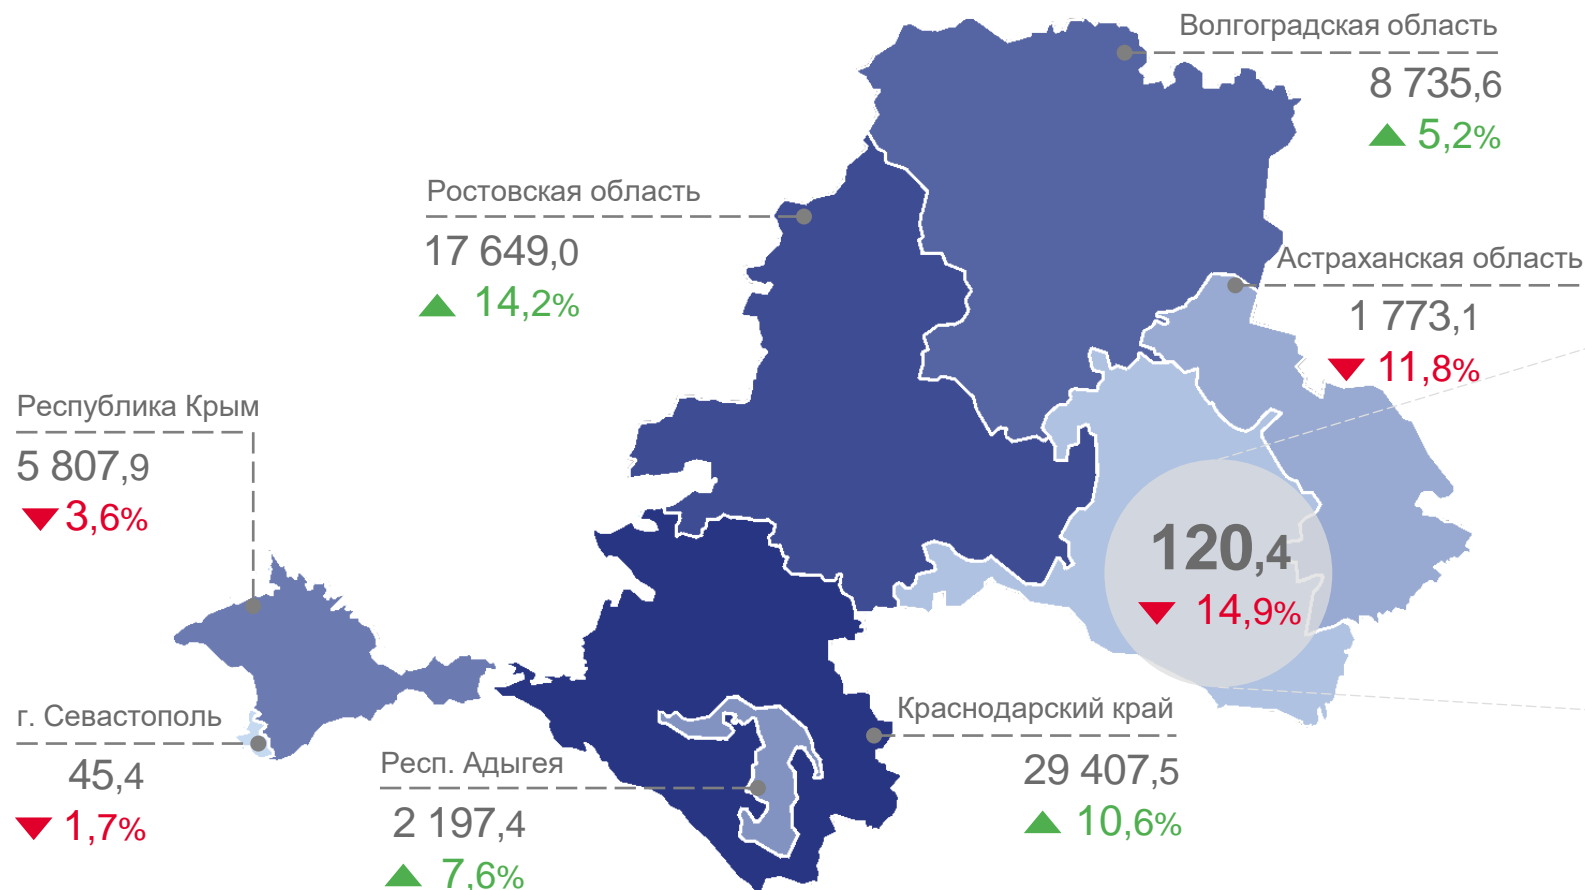 Волгоградская область
8 735,6
▲ 5,2%
Ростовская область
17 649,0
▲ 14,2%
Астраханская область
1 773,1
▼ 11,8%
Республика Крым
5 807,9
▼ 3,6%
120,4
▼ 14,9%
г. Севастополь
45,4
▼ 1,7%
Респ. Адыгея
2 197,4
▲ 7,6%
Краснодарский край
29 407,5
▲ 10,6%